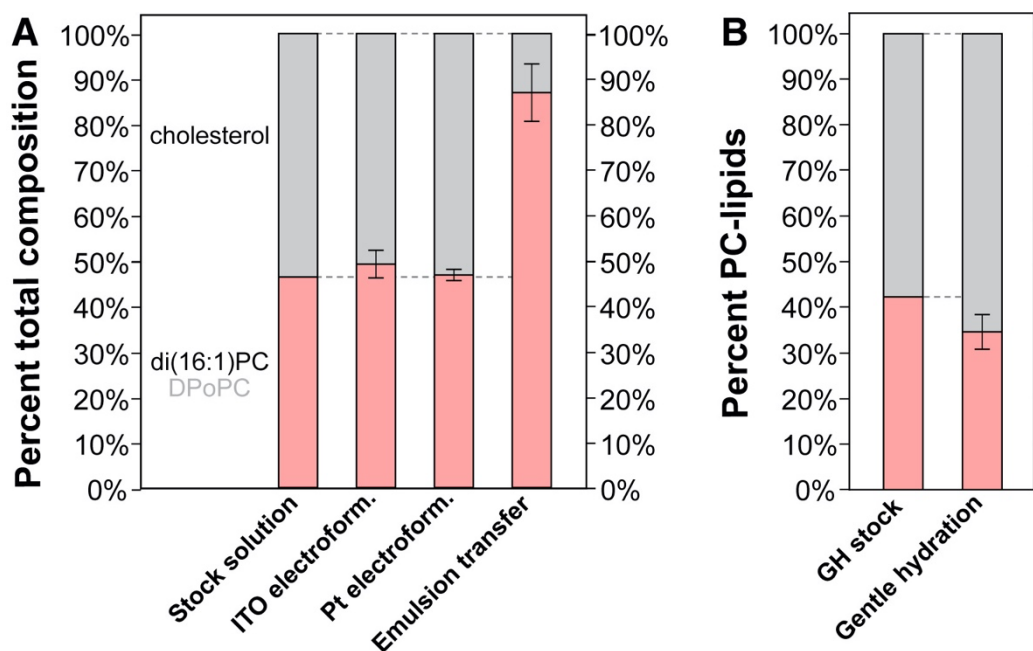 A
Percent total composition
100%
90%
80%
70%
60%
50%
40%
30%
20%
10%
0%
cholesterol
di(16:1)PC
DPoPC
100%
90%
80%
70%
60%
50%
40%
30%
20%
10%
0%
Stock solution
ITO electroform.
Pt electroform.
Emulsion transfer
B
Percent PC-lipids
100%
90%
80%
70%
60%
50%
40%
30%
20%
10%
0%
GH stock
Gentle hydration